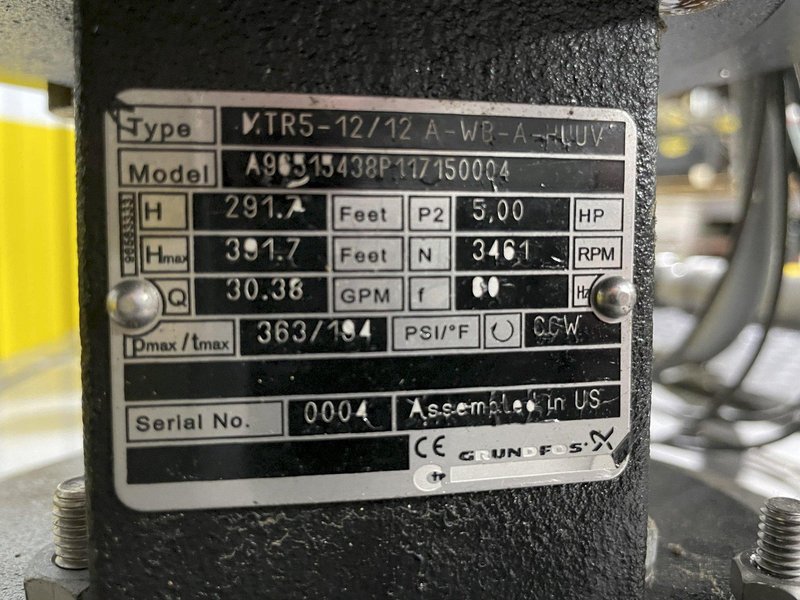 Type MTR5-12/12 A-WB-A-HUUV
Model A96515438P117150004
H 291.7 Feet P2 5,00 HP
Hmax 391.7 Feet N 3461 RPM
Q 30.38 GPM f 60 Hz
pmax/tmax 363/194 PSI/°F CCW
Serial No. 0004 Assembled in US
CE GRUNDFOS